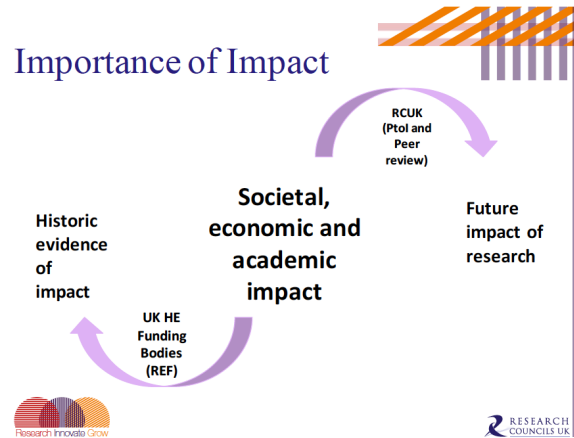 Importance of Impact
RCUK
(Ptol and
Peer
review)
Societal,
economic and
academic
impact
Historic
evidence
of
impact
Future
impact of
research
UK HE
Funding
Bodies
(REF)
Research Innovate Grow
RESEARCH
COUNCILS UK